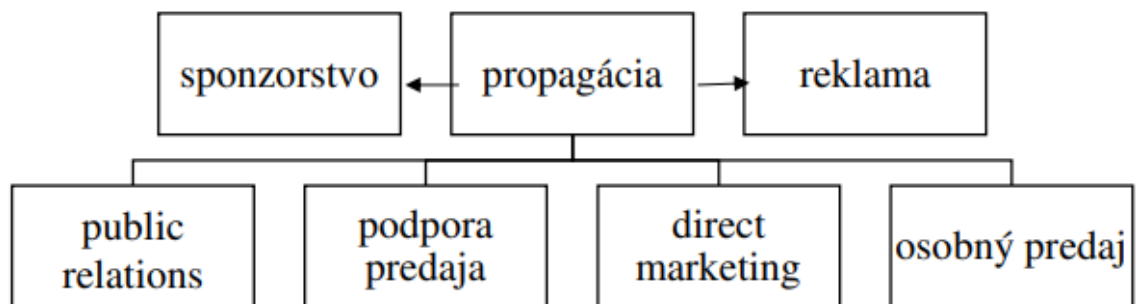 sponzorstvo
propagácia
reklama
public
relations
podpora
predaja
direct
marketing
osobný predaj